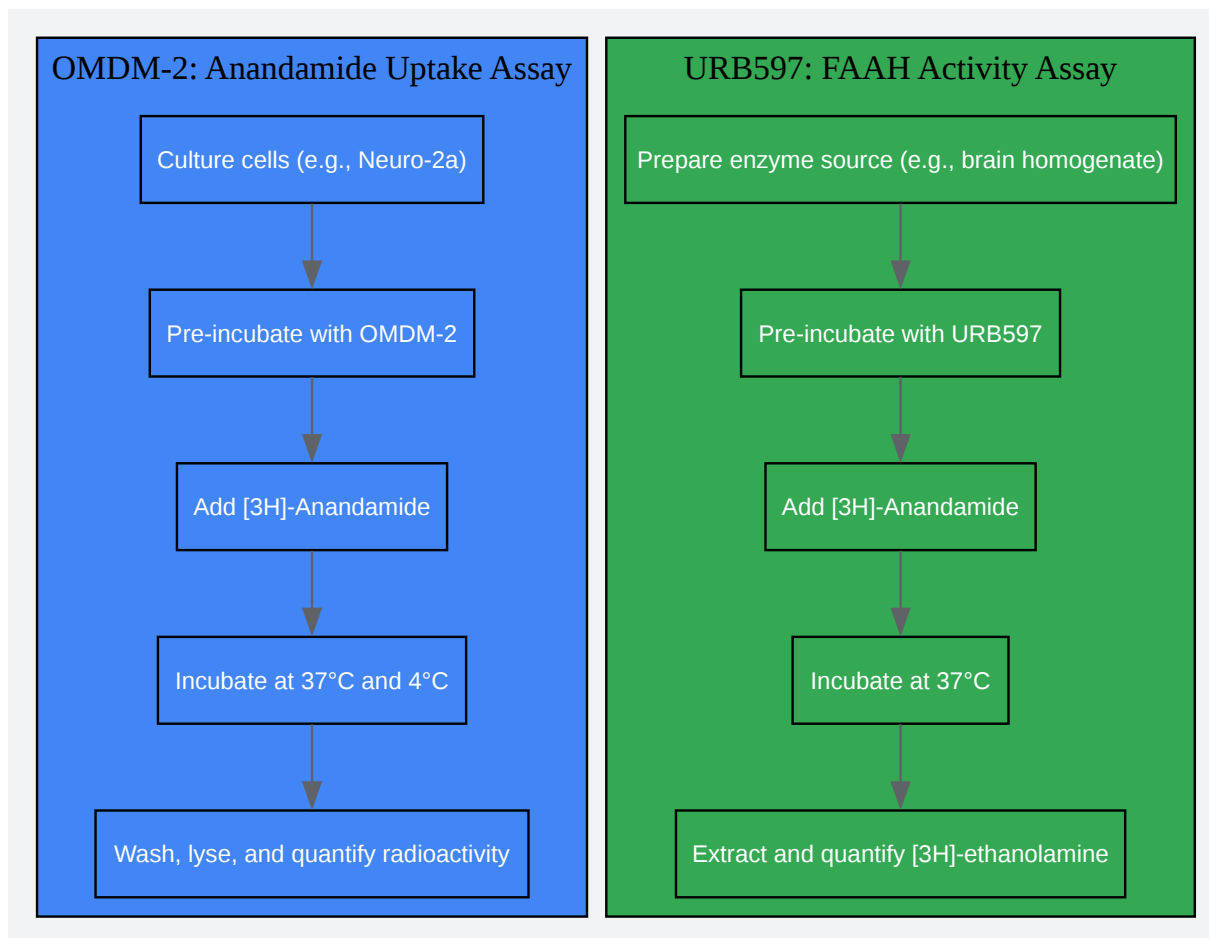 OMDM-2: Anandamide Uptake Assay
Culture cells (e.g., Neuro-2a)
Pre-incubate with OMDM-2
Add [3H]-Anandamide
Incubate at 37°C and 4°C
Wash, lyse, and quantify radioactivity
URB597: FAAH Activity Assay
Prepare enzyme source (e.g., brain homogenate)
Pre-incubate with URB597
Add [3H]-Anandamide
Incubate at 37°C
Extract and quantify [3H]-ethanolamine